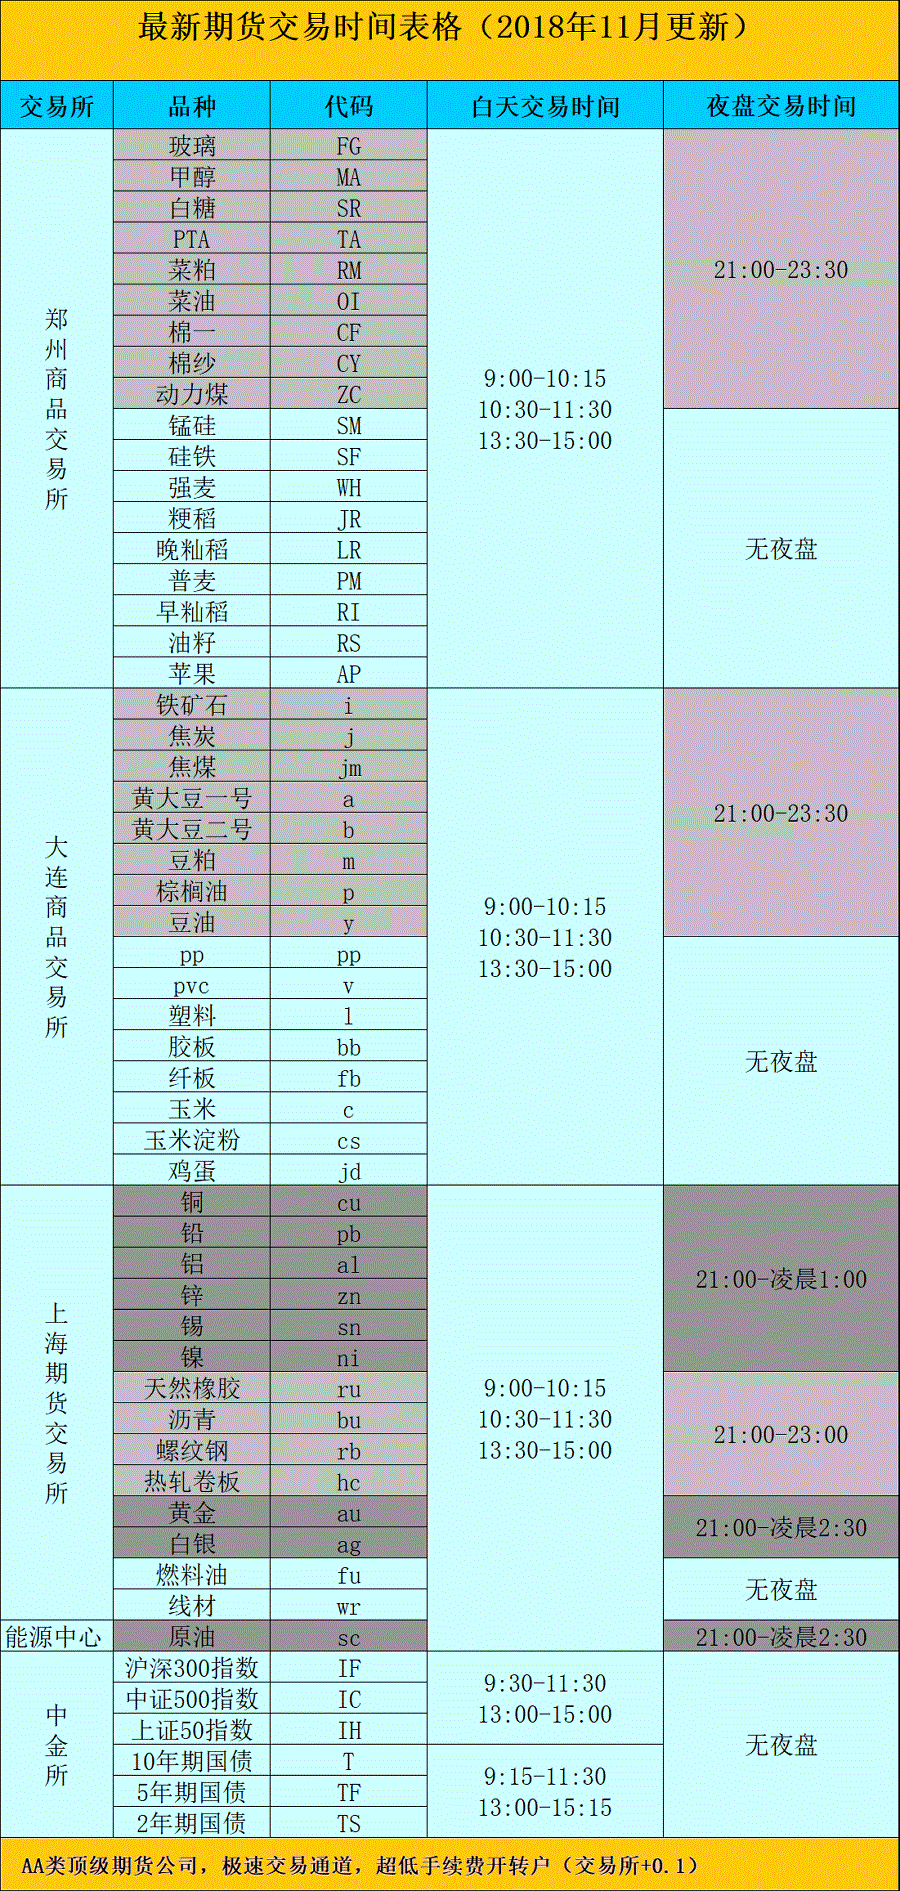 最新期货交易时间表格（2018年11月更新）
交易所 品种 代码 白天交易时间 夜盘交易时间
郑州商品交易所
玻璃 FG
甲醇 MA
白糖 SR
PTA TA
菜粕 RM
菜油 OI
棉一 CF
棉纱 CY
动力煤 ZC
锰硅 SM
硅铁 SF
强麦 WH
粳稻 JR
晚籼稻 LR
普麦 PM
早籼稻 RI
油籽 RS
苹果 AP
9:00-10:15
10:30-11:30
13:30-15:00
21:00-23:30
无夜盘
大连商品交易所
铁矿石 i
焦炭 j
焦煤 jm
黄大豆一号 a
黄大豆二号 b
豆粕 m
棕榈油 p
豆油 y
pp pp
pvc v
塑料 l
胶板 bb
纤板 fb
玉米 c
玉米淀粉 cs
鸡蛋 jd
9:00-10:15
10:30-11:30
13:30-15:00
21:00-23:30
无夜盘
上海期货交易所
铜 cu
铅 pb
铝 al
锌 zn
锡 sn
镍 ni
天然橡胶 ru
沥青 bu
螺纹钢 rb
热轧卷板 hc
黄金 au
白银 ag
燃料油 fu
线材 wr
9:00-10:15
10:30-11:30
13:30-15:00
21:00-凌晨1:00
21:00-23:00
21:00-凌晨2:30
无夜盘
能源中心 原油 sc 21:00-凌晨2:30
中金所
沪深300指数 IF
中证500指数 IC
上证50指数 IH
10年期国债 T
5年期国债 TF
2年期国债 TS
9:30-11:30
13:00-15:00
9:15-11:30
13:00-15:15
无夜盘
AA类顶级期货公司，极速交易通道，超低手续费开转户（交易所+0.1）